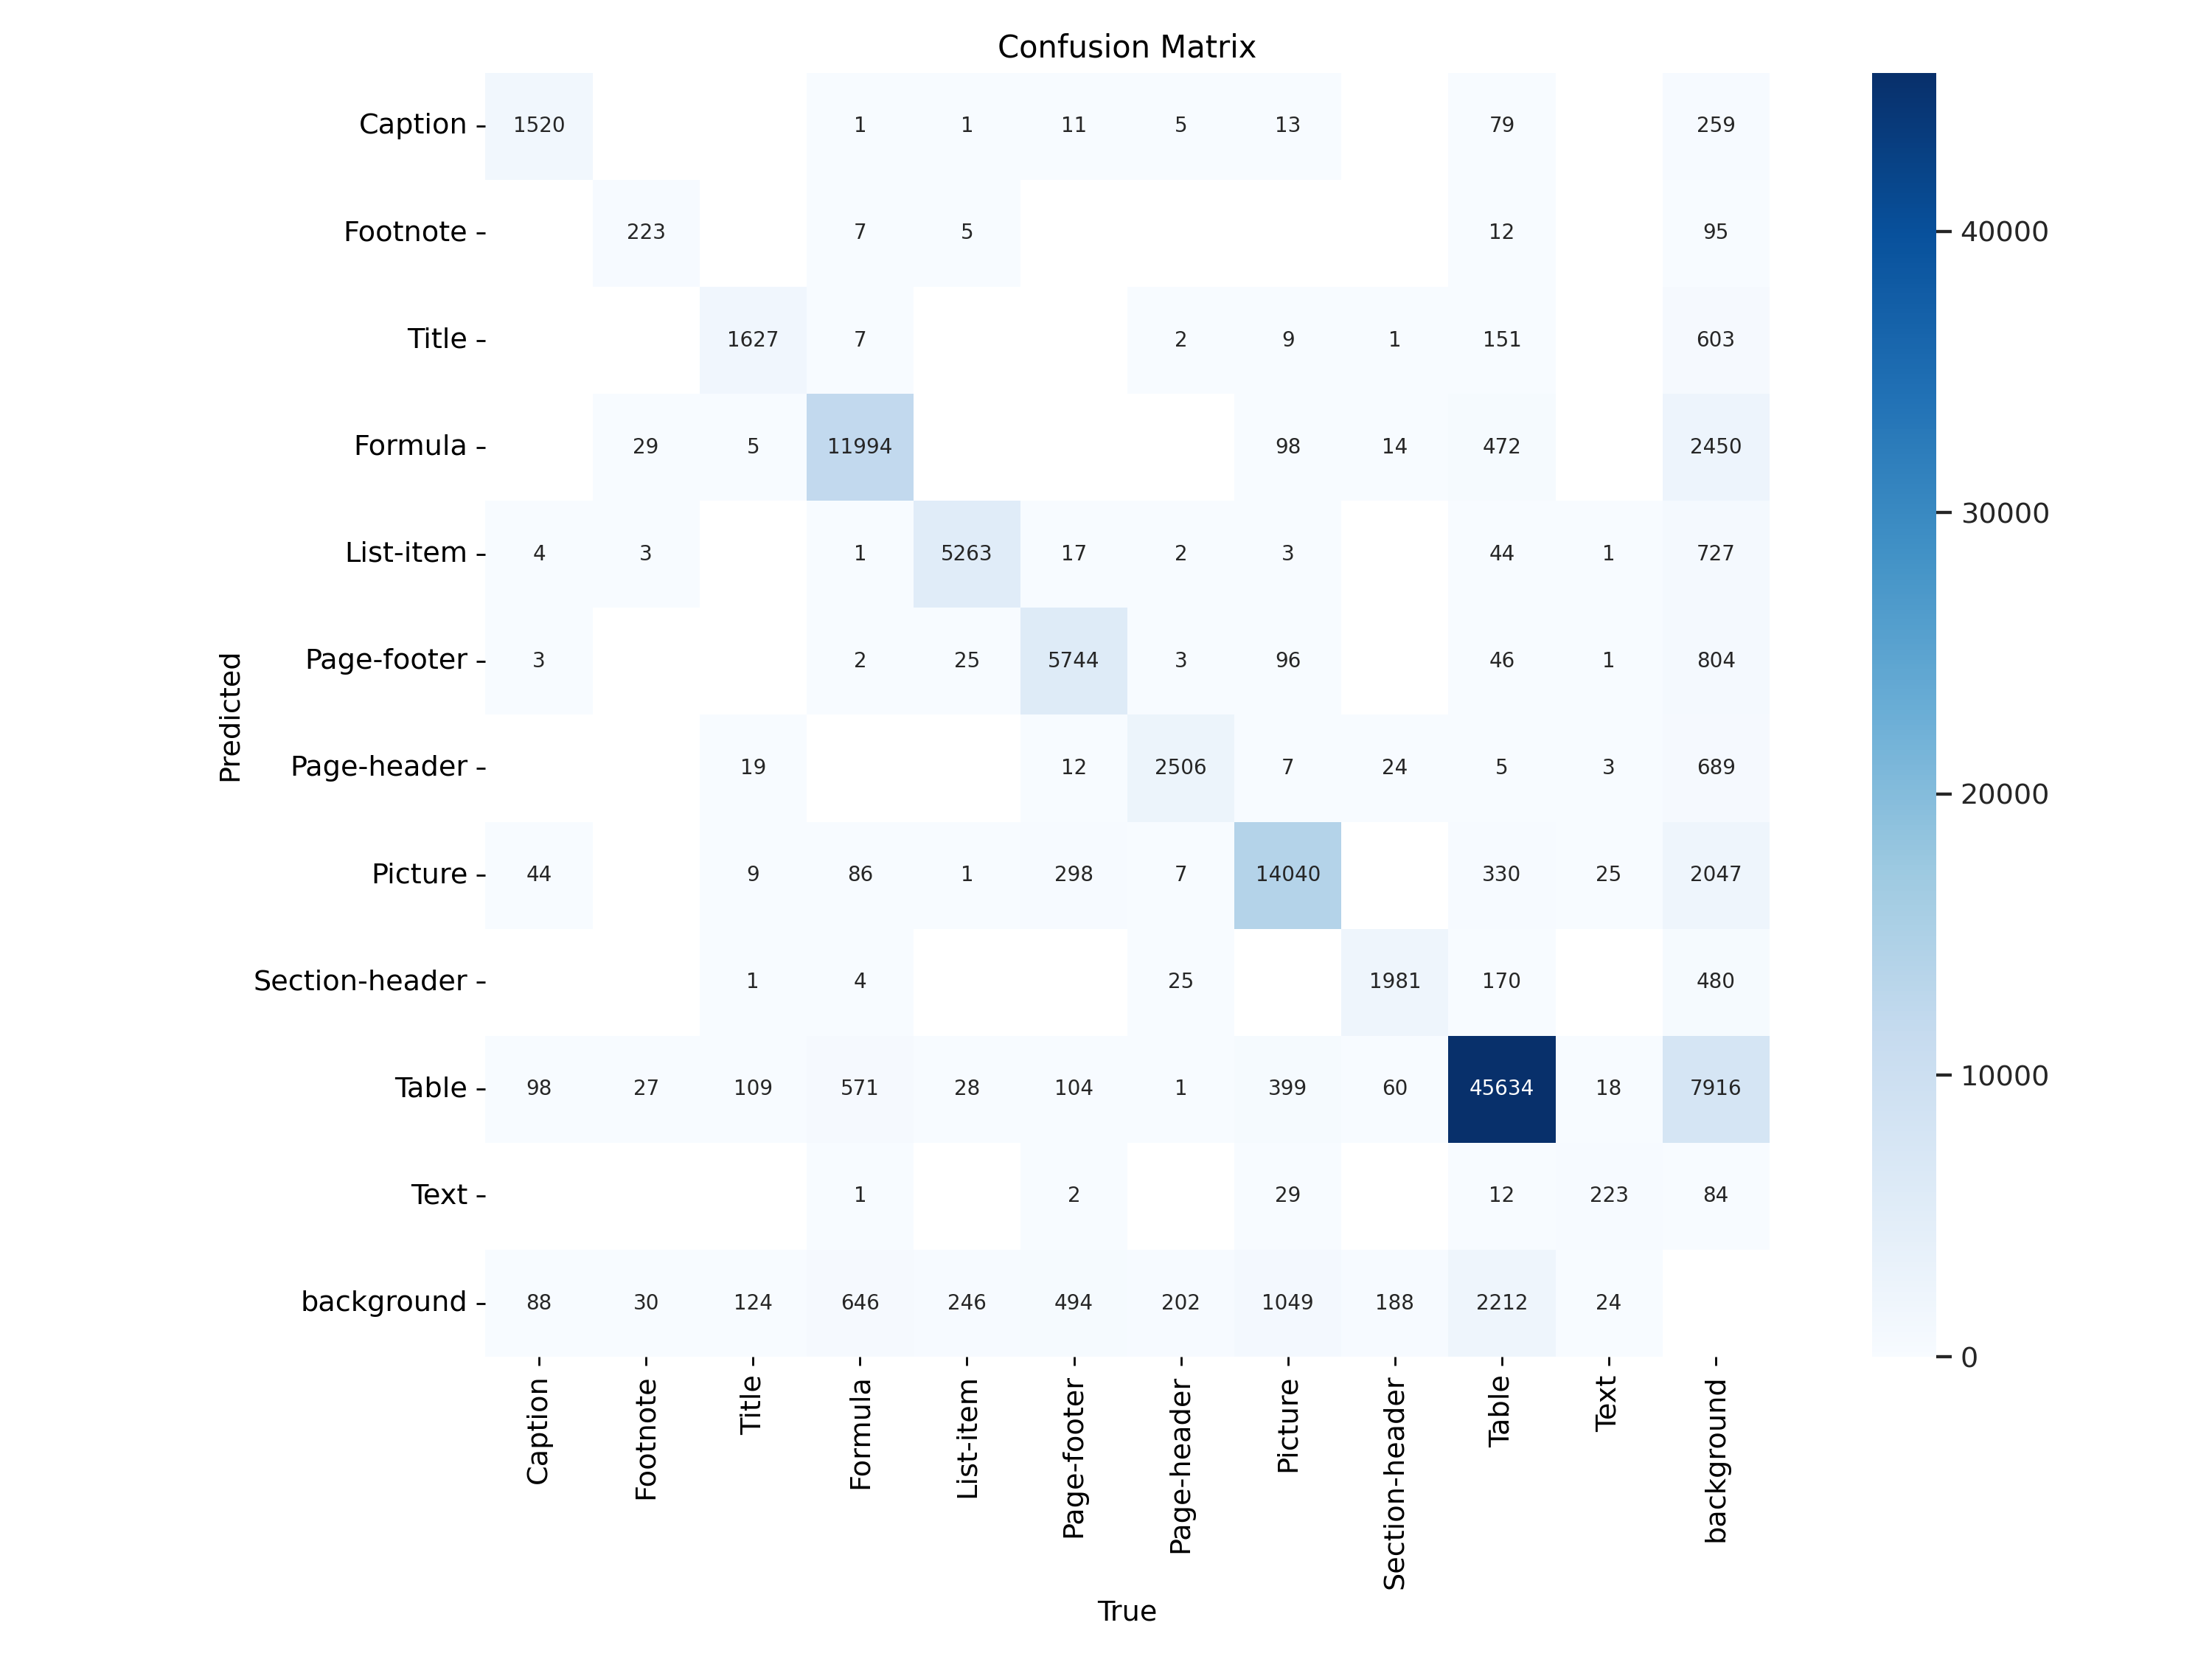 Confusion Matrix
Caption 1520 1 1 11 5 13 79 259
Footnote 223 7 5 12 95
Title 1627 7 2 9 1 151 603
Formula 29 5 11994 98 14 472 2450
List-item 4 3 1 5263 17 2 3 44 1 727
Page-footer 3 2 25 5744 3 96 46 1 804
Page-header 19 12 2506 7 24 5 3 689
Picture 44 9 86 1 298 7 14040 330 25 2047
Section-header 1 4 25 1981 170 480
Table 98 27 109 571 28 104 1 399 60 45634 18 7916
Text 1 2 29 12 223 84
background 88 30 124 646 246 494 202 1049 188 2212 24
Predicted
Caption Footnote Title Formula List-item Page-footer Page-header Picture Section-header Table Text background
True
40000
30000
20000
10000
0